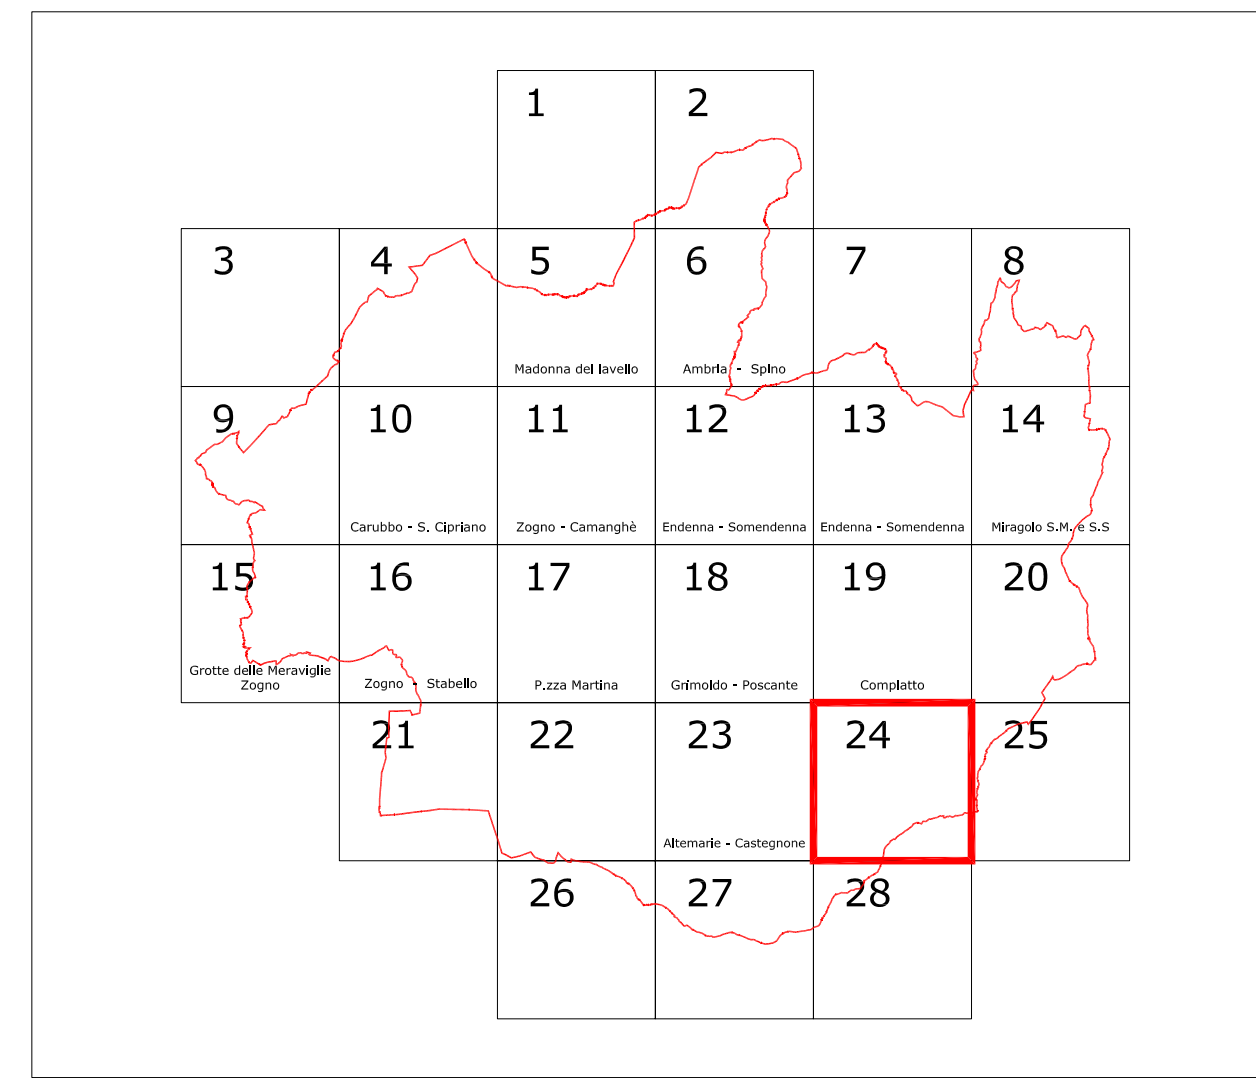 1
2
3
4
5
6
7
8
Madonna del lavello
Ambria - Spino
9
10
11
12
13
14
Carubbo - S. Cipriano
Zogno - Camanghè
Endenna - Somendenna
Endenna - Somendenna
Miragolo S.M. e S.S
15
16
17
18
19
20
Grotte delle Meraviglie
Zogno
Zogno - Stabello
P.zza Martina
Grimoldo - Poscante
Complatto
21
22
23
24
25
Altemarie - Castegnone
26
27
28